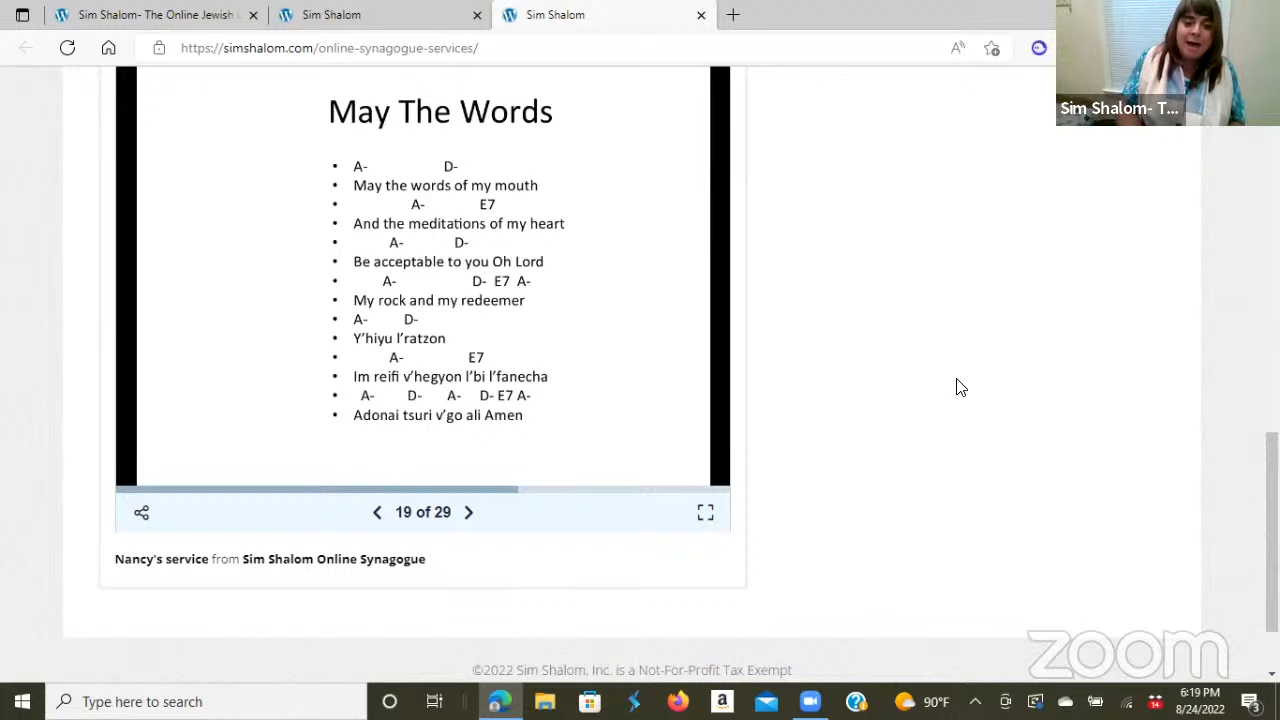 Sim Shalom- The Online Jewish
Sim Shalom
Sim Shalom
https://simshalom.com/online-synagogue-services/
Sim Shalom- T...
May The Words
• A- D-
• May the words of my mouth
• A- E7
• And the meditations of my heart
• A- D-
• Be acceptable to you Oh Lord
• A- D- E7 A-
• My rock and my redeemer
• A- D-
• Y'hiyu l'ratzon
• A- E7
• Im reifi v'hegyon l'bi l'fanecha
• A- D- A- D- E7 A-
• Adonai tsuri v'go ali Amen
19 of 29
Nancy's service from Sim Shalom Online Synagogue
zoom
©2022 Sim Shalom, Inc. is a Not-For-Profit Tax Exempt
Type here to search
90°F
14
6:19 PM
8/24/2022
3